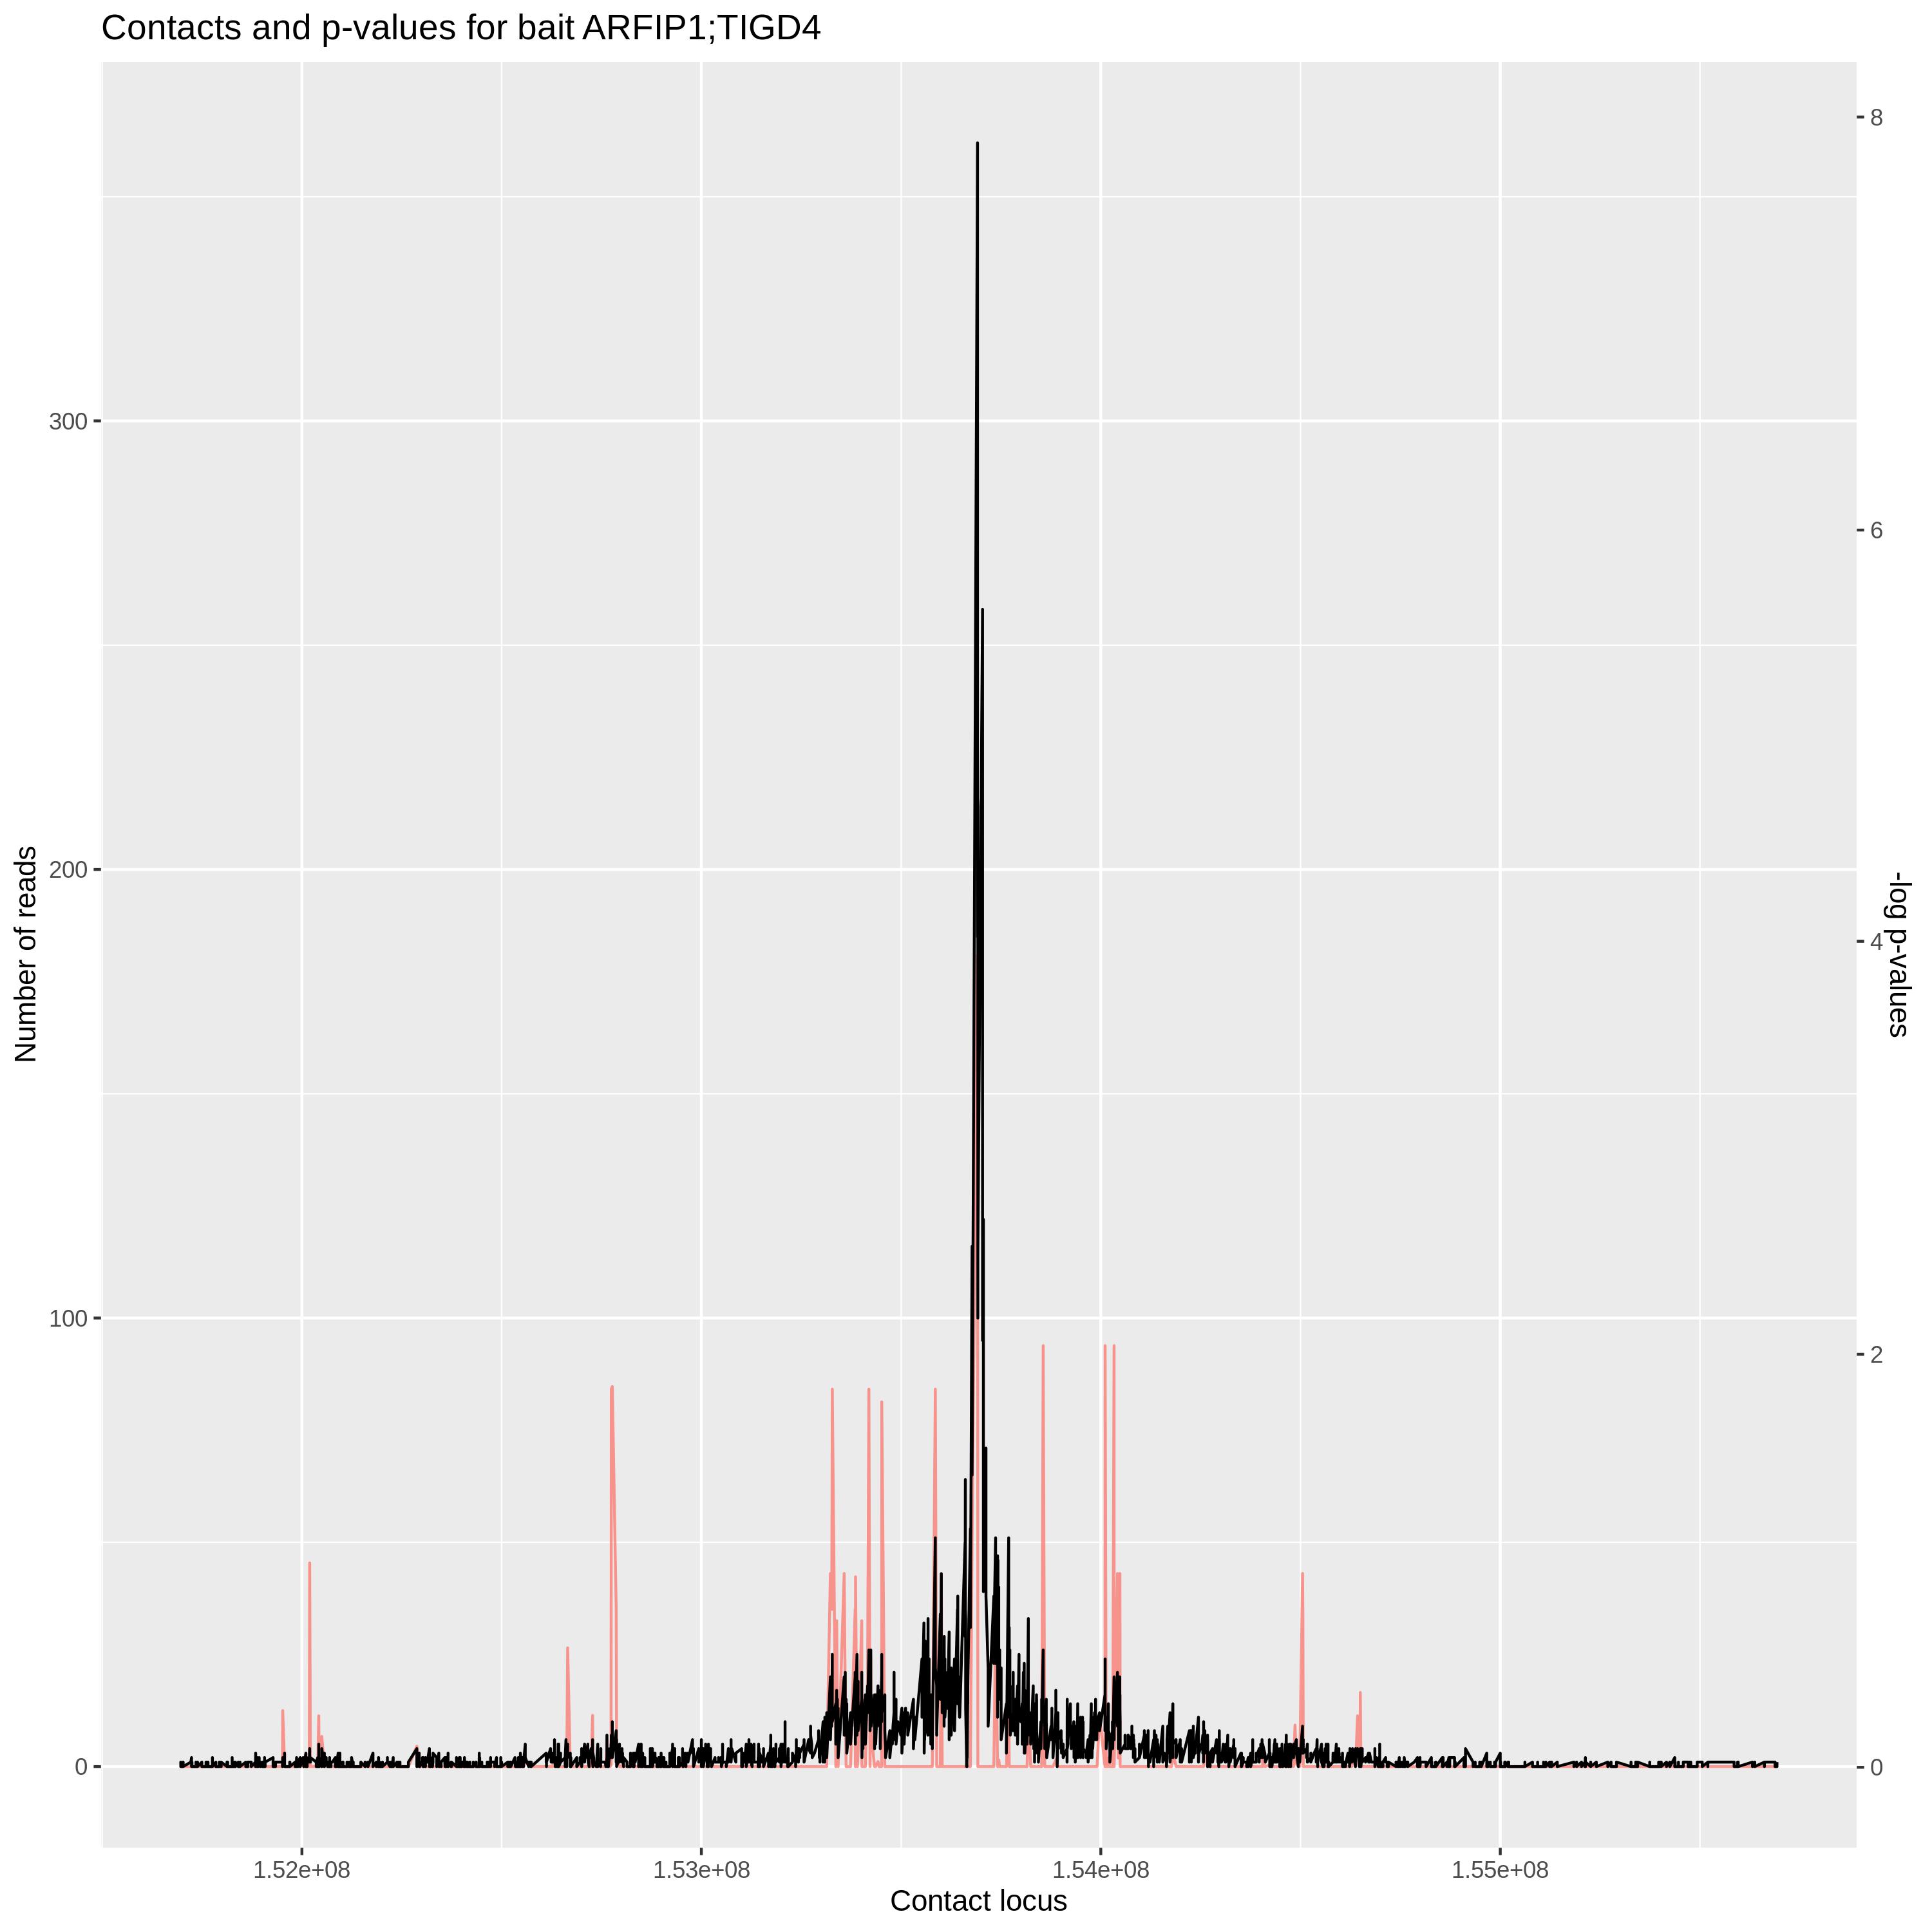 Contacts and p-values for bait ARFIP1;TIGD4
8
6
4
2
0
-log p-values
300
200
100
0
Number of reads
1.52e+08
1.53e+08
1.54e+08
1.55e+08
Contact locus